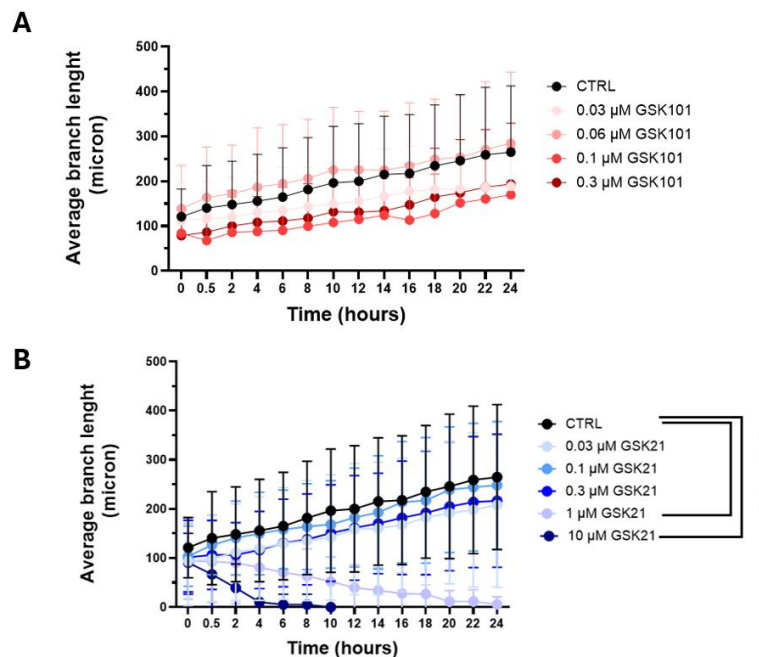 A
Average branch lenght
(micron)
500
400
300
200
100
0
0 0.5 2 4 6 8 10 12 14 16 18 20 22 24
Time (hours)
CTRL
0.03 µM GSK101
0.06 µM GSK101
0.1 µM GSK101
0.3 µM GSK101
B
Average branch lenght
(micron)
500
400
300
200
100
0
0 0.5 2 4 6 8 10 12 14 16 18 20 22 24
Time (hours)
CTRL
0.03 µM GSK21
0.1 µM GSK21
0.3 µM GSK21
1 µM GSK21
10 µM GSK21